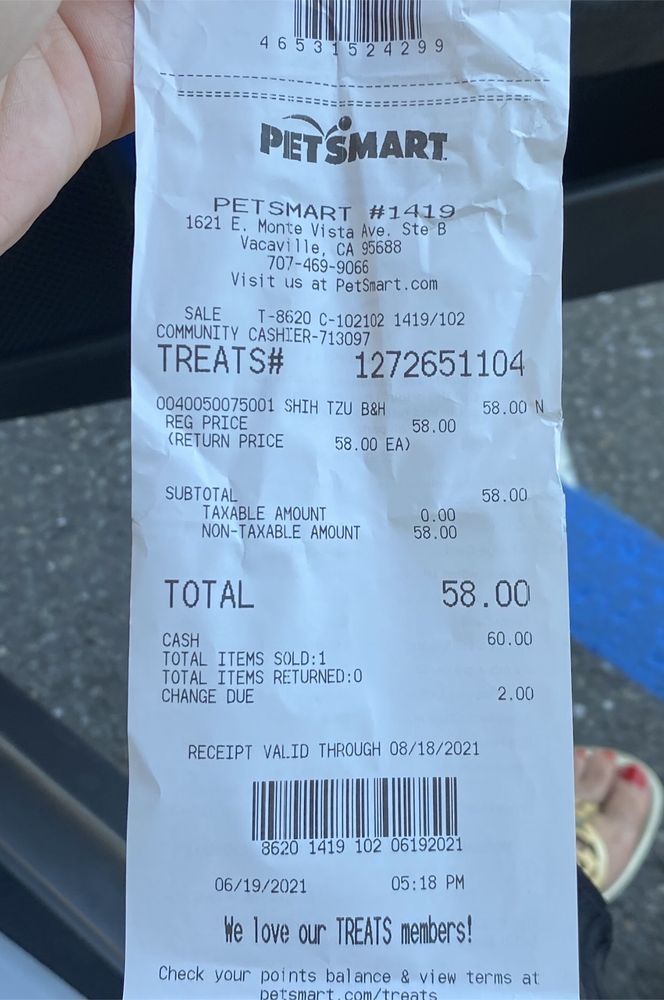 46531524299
PETSMART
PETSMART #1419
1621 E. Monte Vista Ave. Ste B
Vacaville, CA 95688
707-469-9066
Visit us at PetSmart.com
SALE T-8620 C-102102 1419/102
COMMUNITY CASHIER-713097
TREATS# 1272651104
0040050075001 SHIH TZU B&H 58.00 N
REG PRICE 58.00
(RETURN PRICE 58.00 EA)
SUBTOTAL 58.00
TAXABLE AMOUNT 0.00
NON-TAXABLE AMOUNT 58.00
TOTAL 58.00
CASH 60.00
TOTAL ITEMS SOLD:1
TOTAL ITEMS RETURNED:0
CHANGE DUE 2.00
RECEIPT VALID THROUGH 08/18/2021
8620 1419 102 06192021
06/19/2021 05:18 PM
We love our TREATS members!
Check your points balance & view terms at
petsmart.com/treats